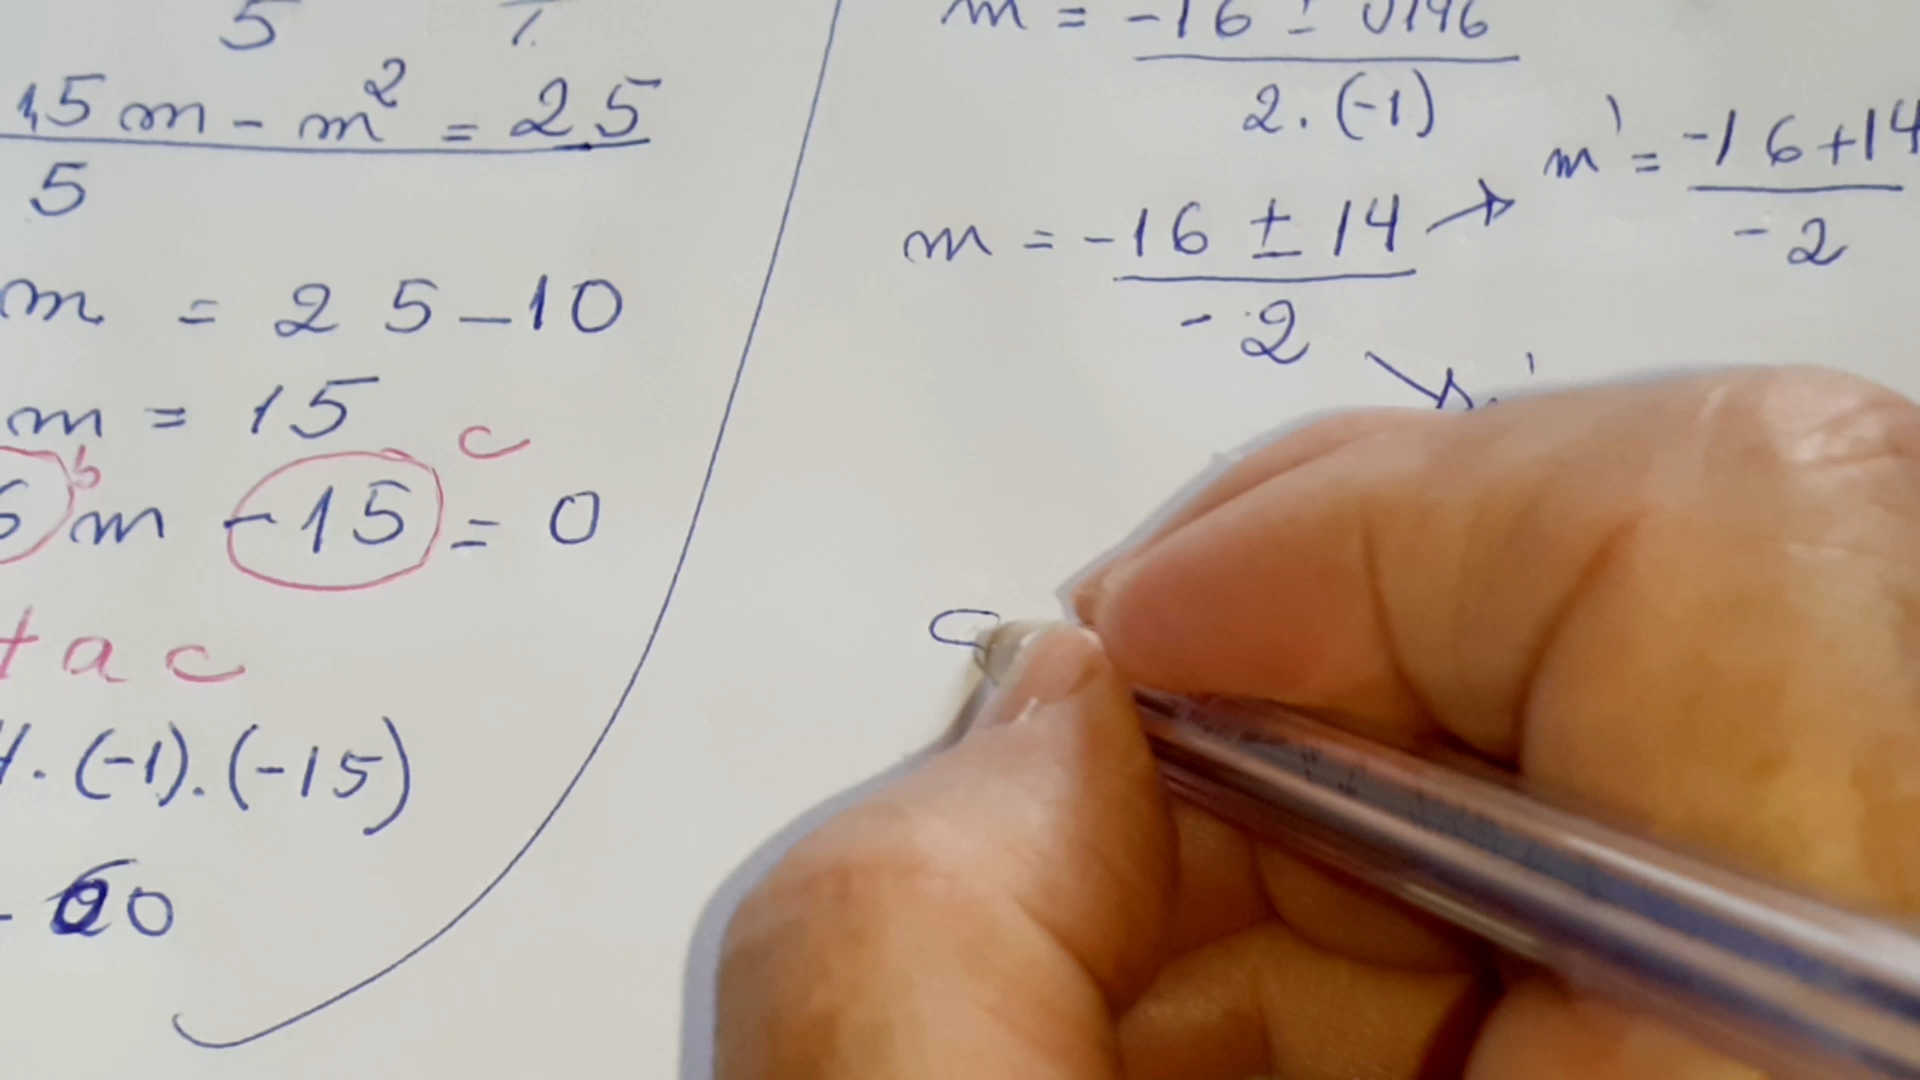 5
15m - m² = 25
5
m = 25-10
m = 15
b c
m -15 = 0
a c
. (-1). (-15)
- 60
m = -16 ± √196
2. (-1)
m = -16 ± 14
-2
m' = -16+14
-2